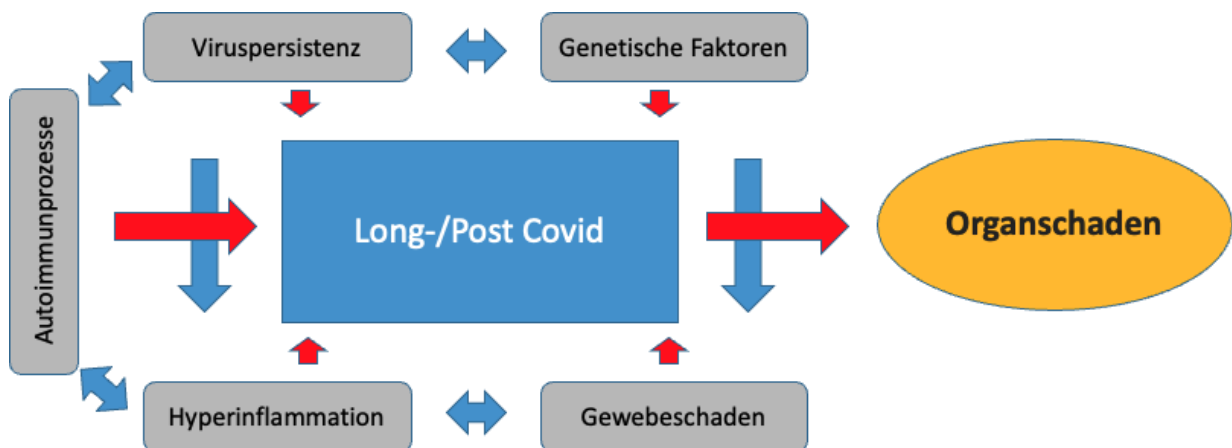 Viruspersistenz
Genetische Faktoren
Autoimmunprozesse
Long-/Post Covid
Organschaden
Hyperinflammation
Gewebeschaden